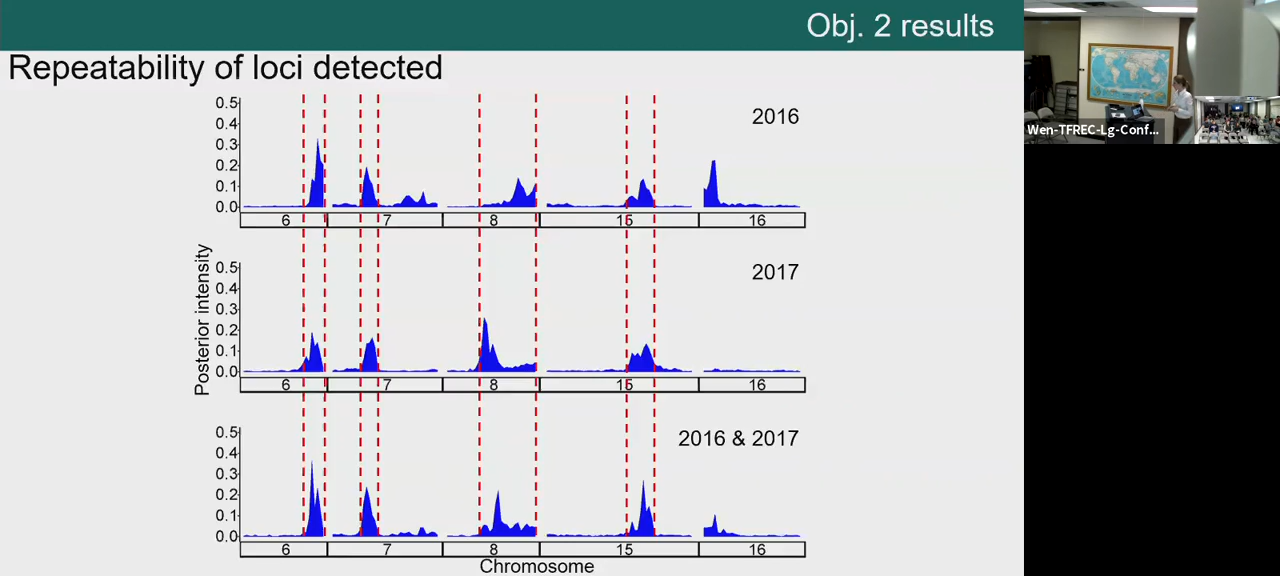 Obj. 2 results
Repeatability of loci detected
0.5
0.4
0.3
0.2
0.1
0.0
2016
6 7 8 15 16
Posterior intensity
0.5
0.4
0.3
0.2
0.1
0.0
2017
6 7 8 15 16
0.5
0.4
0.3
0.2
0.1
0.0
2016 & 2017
6 7 8 15 16
Chromosome
Wen-TFREC-Lg-Conf...